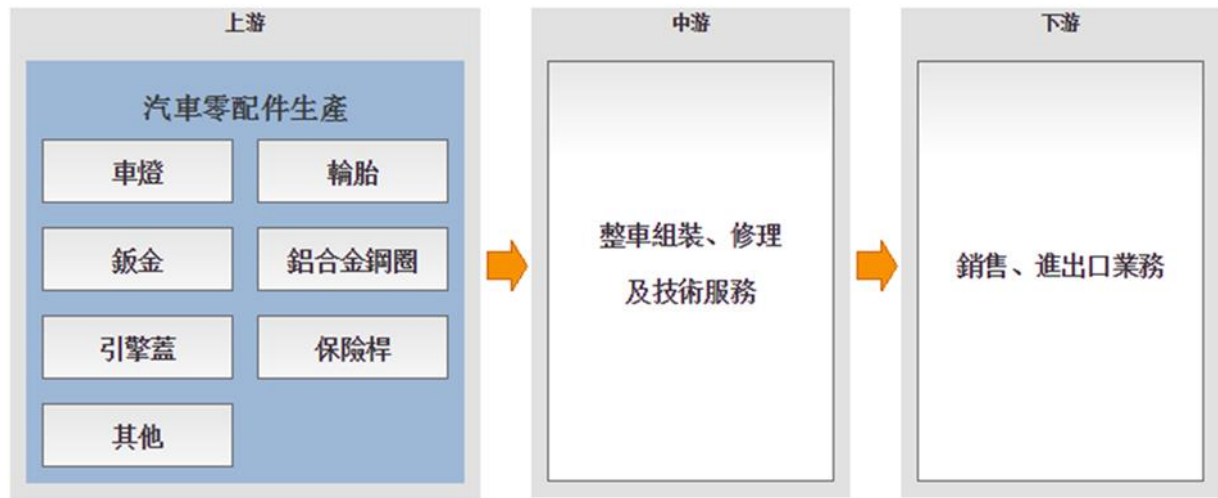 上游
汽車零配件生產
車燈
輪胎
鈑金
鋁合金鋼圈
引擎蓋
保險桿
其他
中游
整車組裝、修理
及技術服務
下游
銷售、進出口業務